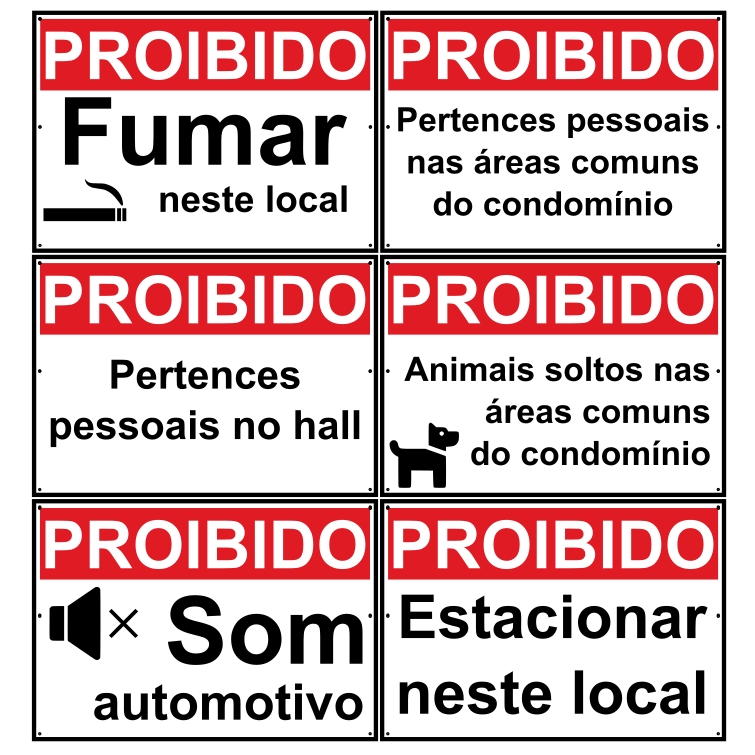 PROIBIDO
Fumar
neste local
PROIBIDO
Pertences pessoais
nas áreas comuns
do condomínio
PROIBIDO
Pertences
pessoais no hall
PROIBIDO
Animais soltos nas
áreas comuns
do condomínio
PROIBIDO
Som
automotivo
PROIBIDO
Estacionar
neste local